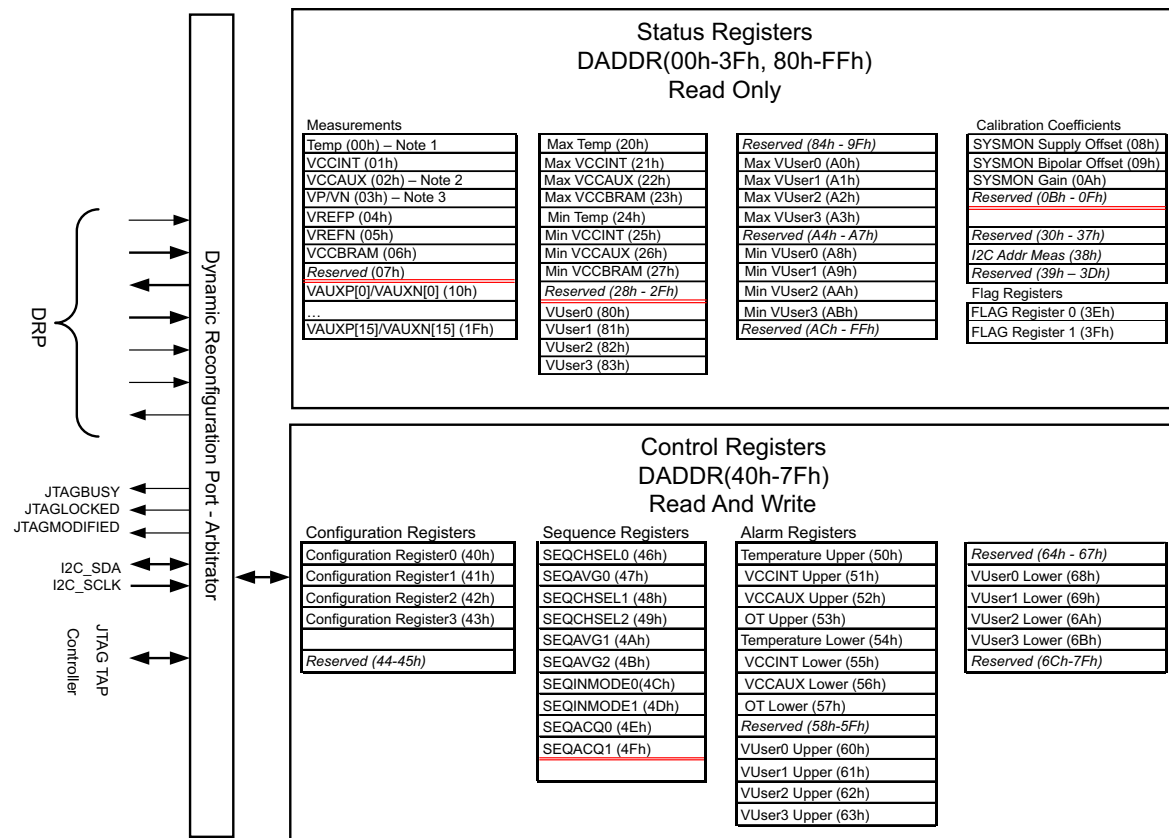 Status Registers
DADDR(00h-3Fh, 80h-FFh)
Read Only
Measurements
Temp (00h) – Note 1
VCCINT (01h)
VCCAUX (02h) – Note 2
VP/VN (03h) – Note 3
VREFP (04h)
VREFN (05h)
VCCBRAM (06h)
Reserved (07h)
VAUXP[0]/VAUXN[0] (10h)
…
VAUXP[15]/VAUXN[15] (1Fh)
Max Temp (20h)
Max VCCINT (21h)
Max VCCAUX (22h)
Max VCCBRAM (23h)
Min Temp (24h)
Min VCCINT (25h)
Min VCCAUX (26h)
Min VCCBRAM (27h)
Reserved (28h - 2Fh)
VUser0 (80h)
VUser1 (81h)
VUser2 (82h)
VUser3 (83h)
Reserved (84h - 9Fh)
Max VUser0 (A0h)
Max VUser1 (A1h)
Max VUser2 (A2h)
Max VUser3 (A3h)
Reserved (A4h - A7h)
Min VUser0 (A8h)
Min VUser1 (A9h)
Min VUser2 (AAh)
Min VUser3 (ABh)
Reserved (ACh - FFh)
Calibration Coefficients
SYSMON Supply Offset (08h)
SYSMON Bipolar Offset (09h)
SYSMON Gain (0Ah)
Reserved (0Bh - 0Fh)
Reserved (30h - 37h)
I2C Addr Meas (38h)
Reserved (39h – 3Dh)
Flag Registers
FLAG Register 0 (3Eh)
FLAG Register 1 (3Fh)
DRP
Dynamic Reconfiguration Port - Arbitrator
JTAGBUSY
JTAGLOCKED
JTAGMODIFIED
I2C_SDA
I2C_SCLK
JTAG TAP
Controller
Control Registers
DADDR(40h-7Fh)
Read And Write
Configuration Registers
Configuration Register0 (40h)
Configuration Register1 (41h)
Configuration Register2 (42h)
Configuration Register3 (43h)
Reserved (44-45h)
Sequence Registers
SEQCHSEL0 (46h)
SEQAVG0 (47h)
SEQCHSEL1 (48h)
SEQCHSEL2 (49h)
SEQAVG1 (4Ah)
SEQAVG2 (4Bh)
SEQINMODE0(4Ch)
SEQINMODE1 (4Dh)
SEQACQ0 (4Eh)
SEQACQ1 (4Fh)
Alarm Registers
Temperature Upper (50h)
VCCINT Upper (51h)
VCCAUX Upper (52h)
OT Upper (53h)
Temperature Lower (54h)
VCCINT Lower (55h)
VCCAUX Lower (56h)
OT Lower (57h)
Reserved (58h-5Fh)
VUser0 Upper (60h)
VUser1 Upper (61h)
VUser2 Upper (62h)
VUser3 Upper (63h)
Reserved (64h - 67h)
VUser0 Lower (68h)
VUser1 Lower (69h)
VUser2 Lower (6Ah)
VUser3 Lower (6Bh)
Reserved (6Ch-7Fh)